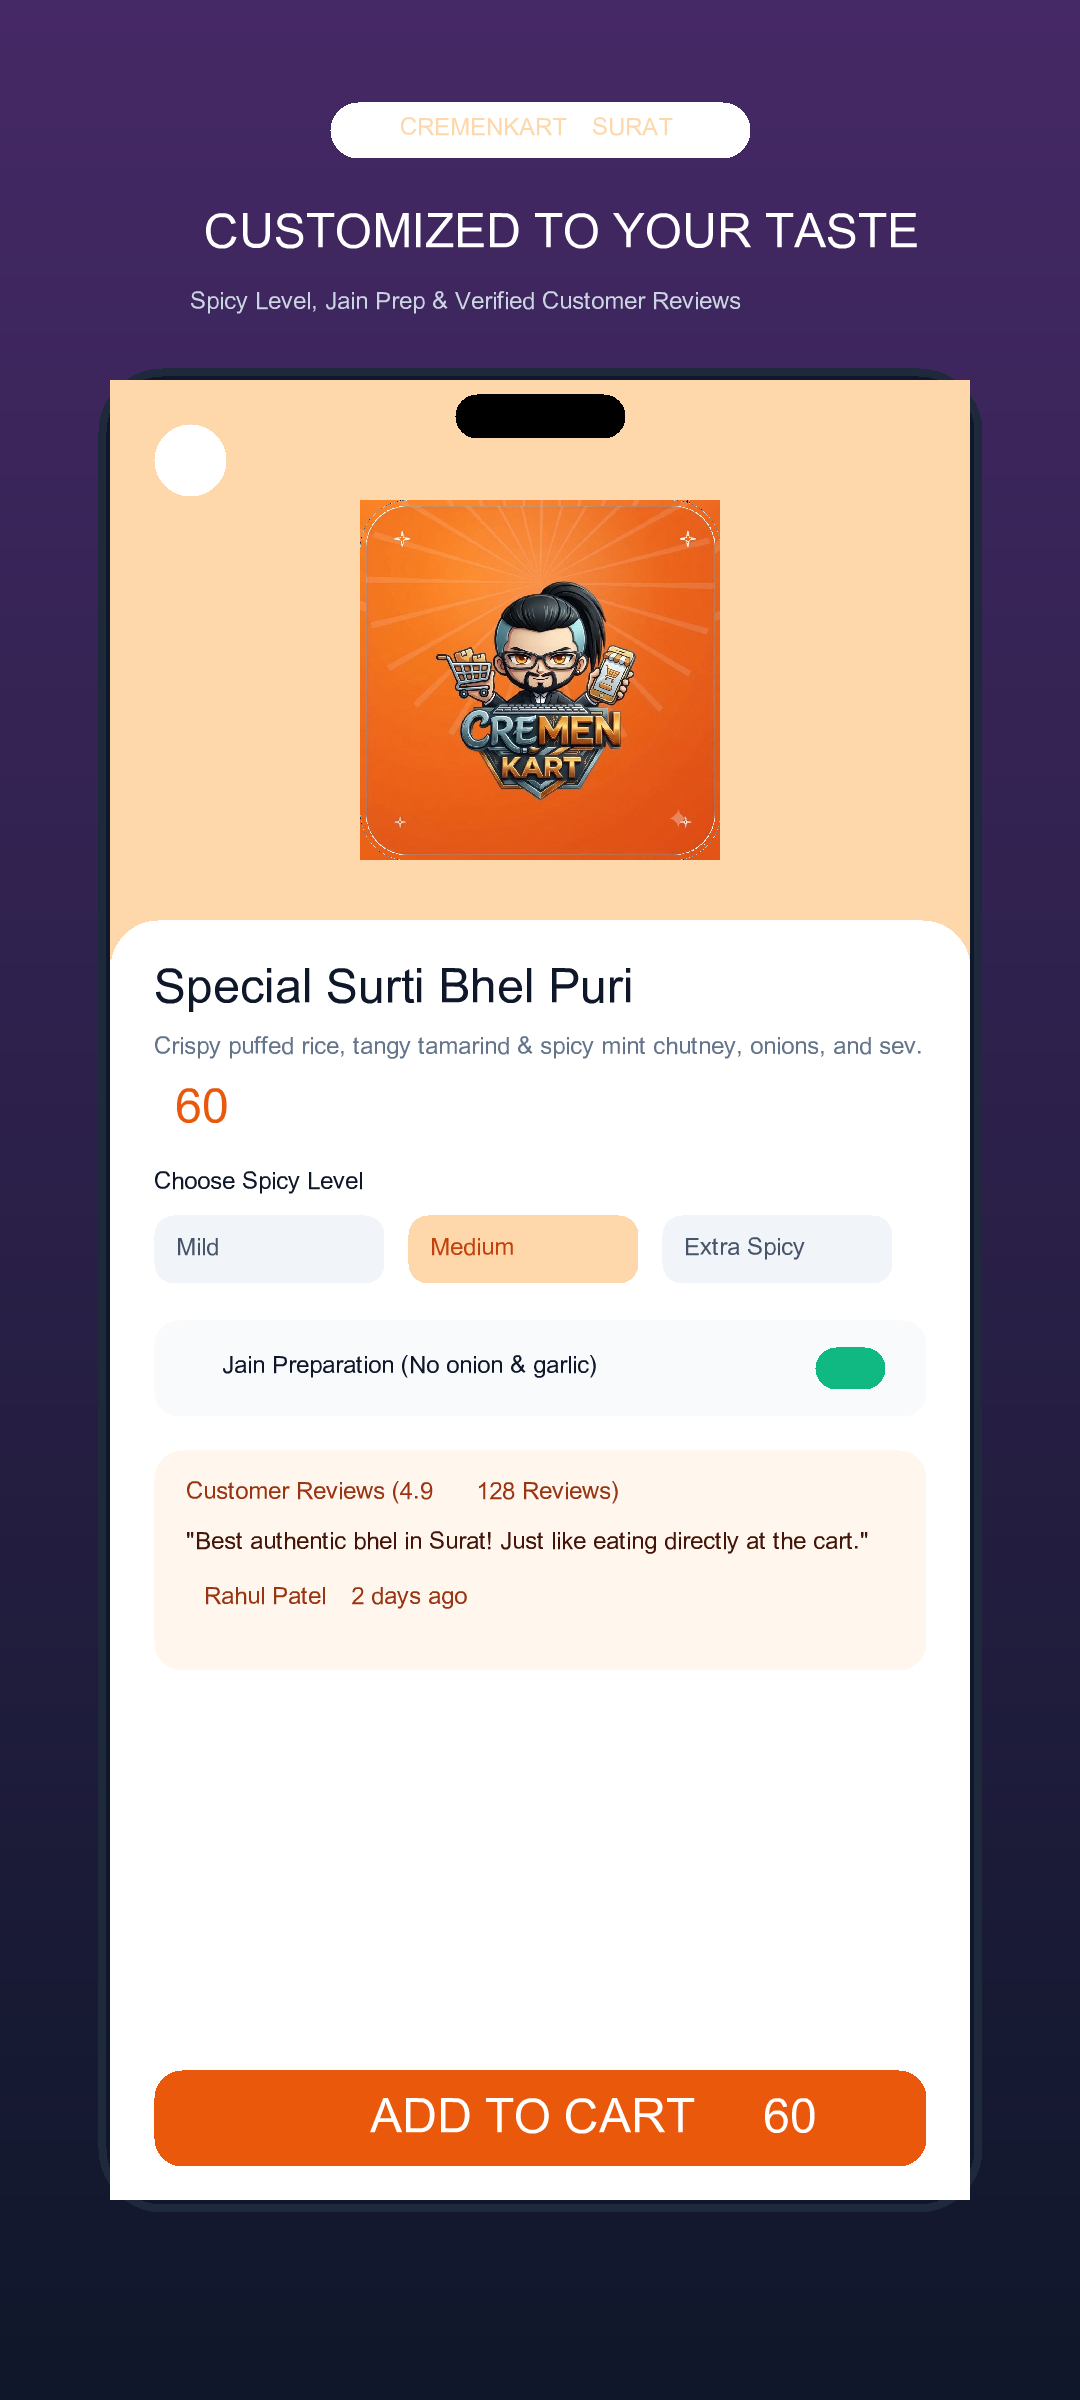 CREMENKART SURAT
CUSTOMIZED TO YOUR TASTE
Spicy Level, Jain Prep & Verified Customer Reviews
CREMEN
KART
Special Surti Bhel Puri
Crispy puffed rice, tangy tamarind & spicy mint chutney, onions, and sev.
60
Choose Spicy Level
Mild Medium Extra Spicy
Jain Preparation (No onion & garlic)
Customer Reviews (4.9 128 Reviews)
"Best authentic bhel in Surat! Just like eating directly at the cart."
Rahul Patel 2 days ago
ADD TO CART 60